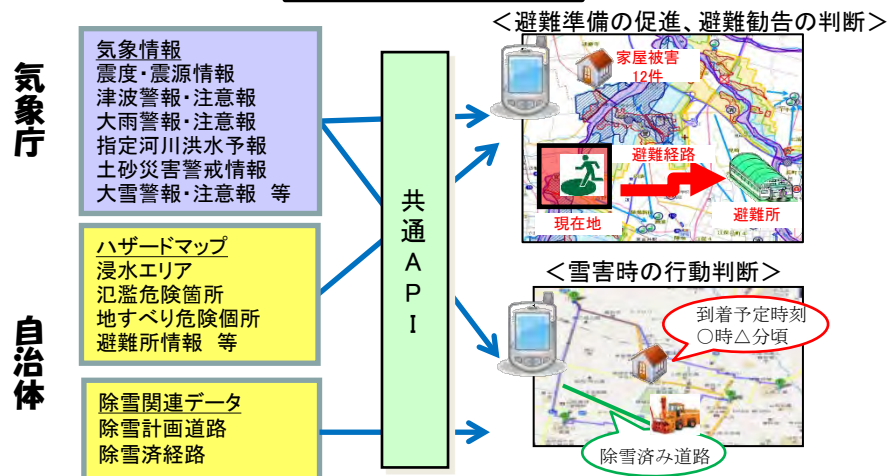 気象庁
気象情報
震度・震源情報
津波警報・注意報
大雨警報・注意報
指定河川洪水予報
土砂災害警戒情報
大雪警報・注意報　等
自治体
ハザードマップ
浸水エリア
氾濫危険箇所
地すべり危険個所
避難所情報　等
除雪関連データ
除雪計画道路
除雪済経路
共通API
＜避難準備の促進、避難勧告の判断＞
家屋被害
12件
避難経路
現在地
避難所
＜雪害時の行動判断＞
到着予定時刻
○時△分頃
除雪済み道路